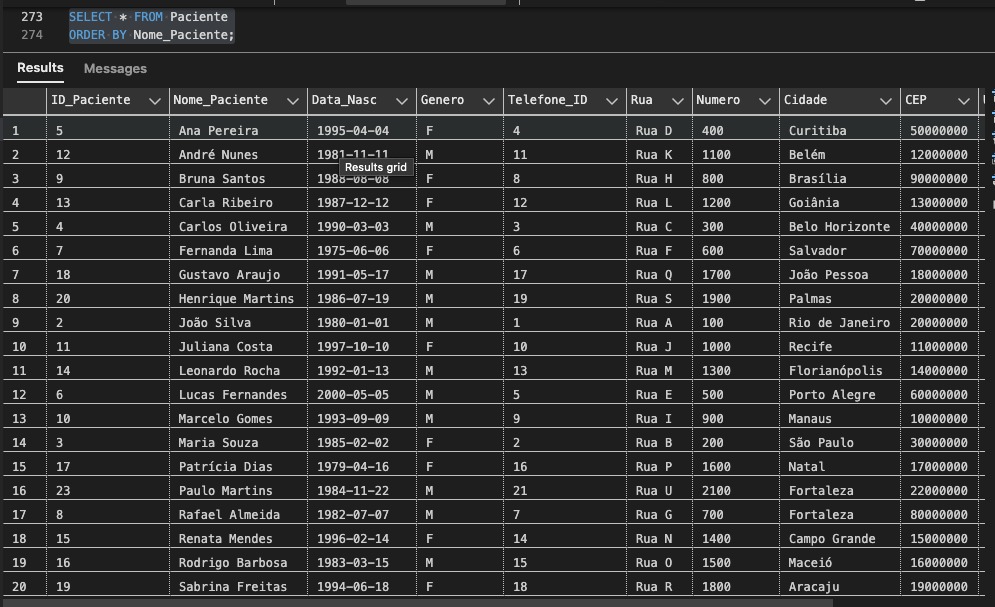 273 SELECT * FROM Paciente
274 ORDER BY Nome_Paciente;
Results Messages
ID_Paciente Nome_Paciente Data_Nasc Genero Telefone_ID Rua Numero Cidade CEP
1 5 Ana Pereira 1995-04-04 F 4 Rua D 400 Curitiba 50000000
2 12 André Nunes 1981-11-11 M 11 Rua K 1100 Belém 12000000
Results grid
3 9 Bruna Santos 1988-08-08 F 8 Rua H 800 Brasília 90000000
4 13 Carla Ribeiro 1987-12-12 F 12 Rua L 1200 Goiânia 13000000
5 4 Carlos Oliveira 1990-03-03 M 3 Rua C 300 Belo Horizonte 40000000
6 7 Fernanda Lima 1975-06-06 F 6 Rua F 600 Salvador 70000000
7 18 Gustavo Araujo 1991-05-17 M 17 Rua Q 1700 João Pessoa 18000000
8 20 Henrique Martins 1986-07-19 M 19 Rua S 1900 Palmas 20000000
9 2 João Silva 1980-01-01 M 1 Rua A 100 Rio de Janeiro 20000000
10 11 Juliana Costa 1997-10-10 F 10 Rua J 1000 Recife 11000000
11 14 Leonardo Rocha 1992-01-13 M 13 Rua M 1300 Florianópolis 14000000
12 6 Lucas Fernandes 2000-05-05 M 5 Rua E 500 Porto Alegre 60000000
13 10 Marcelo Gomes 1993-09-09 M 9 Rua I 900 Manaus 10000000
14 3 Maria Souza 1985-02-02 F 2 Rua B 200 São Paulo 30000000
15 17 Patrícia Dias 1979-04-16 F 16 Rua P 1600 Natal 17000000
16 23 Paulo Martins 1984-11-22 M 21 Rua U 2100 Fortaleza 22000000
17 8 Rafael Almeida 1982-07-07 M 7 Rua G 700 Fortaleza 80000000
18 15 Renata Mendes 1996-02-14 F 14 Rua N 1400 Campo Grande 15000000
19 16 Rodrigo Barbosa 1983-03-15 M 15 Rua O 1500 Maceió 16000000
20 19 Sabrina Freitas 1994-06-18 F 18 Rua R 1800 Aracaju 19000000